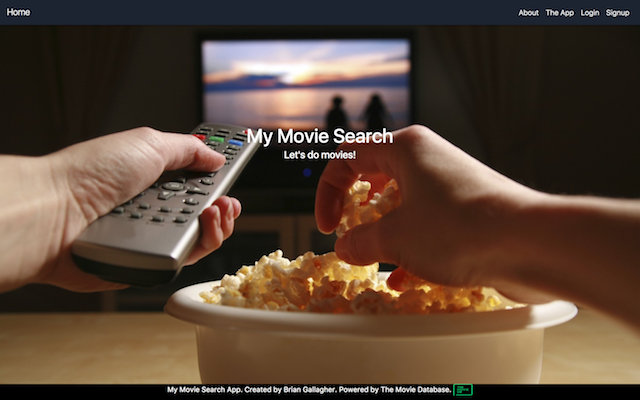 Home
About The App Login Signup
My Movie Search
Let's do movies!
My Movie Search App. Created by Brian Gallagher. Powered by The Movie Database.